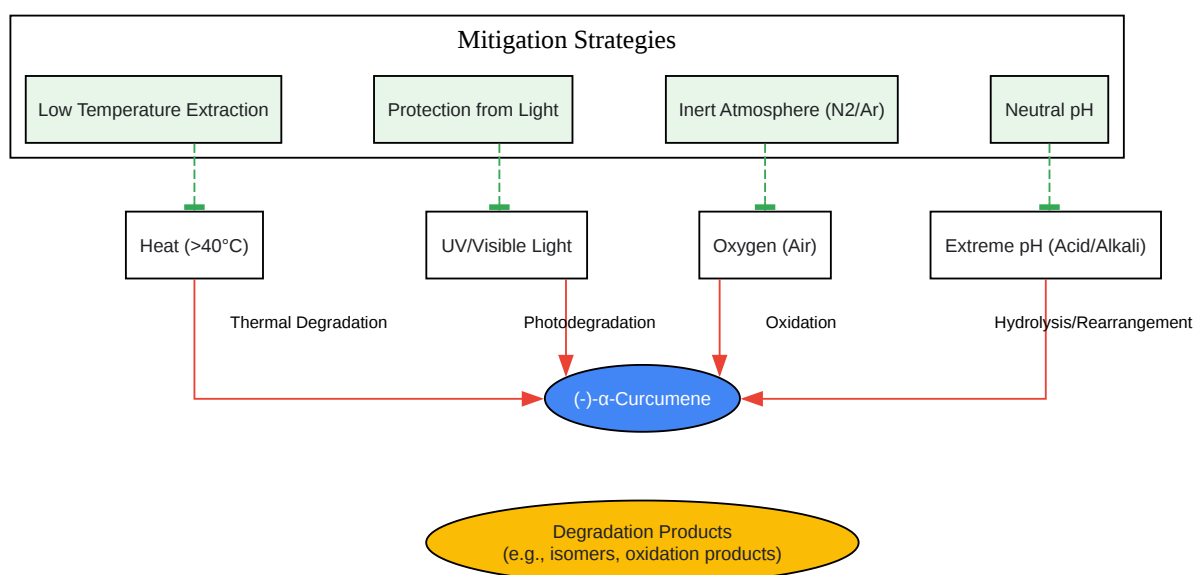 Mitigation Strategies
Low Temperature Extraction
Protection from Light
Inert Atmosphere (N2/Ar)
Neutral pH
Heat (>40°C)
UV/Visible Light
Oxygen (Air)
Extreme pH (Acid/Alkali)
Thermal Degradation
Photodegradation
Oxidation
Hydrolysis/Rearrangement
(-)-α-Curcumene
Degradation Products
(e.g., isomers, oxidation products)